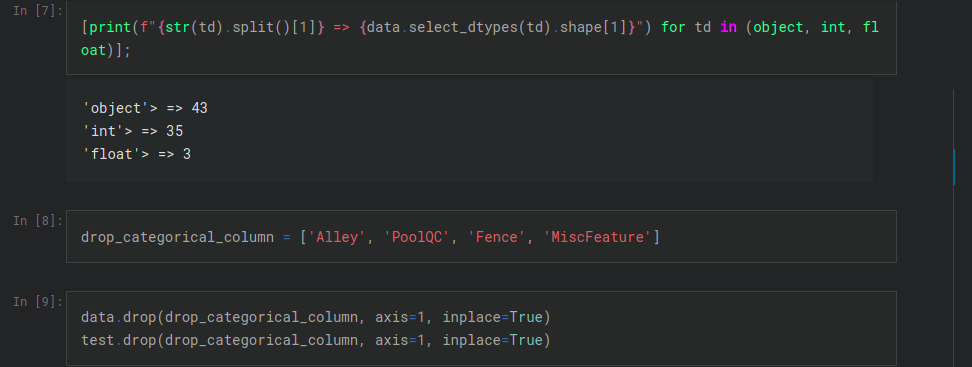 In [7]:
[print(f"{str(td).split()[1]} => {data.select_dtypes(td).shape[1]}") for td in (object, int, fl
oat)];
'object'> => 43
'int'> => 35
'float'> => 3
In [8]:
drop_categorical_column = ['Alley', 'PoolQC', 'Fence', 'MiscFeature']
In [9]:
data.drop(drop_categorical_column, axis=1, inplace=True)
test.drop(drop_categorical_column, axis=1, inplace=True)